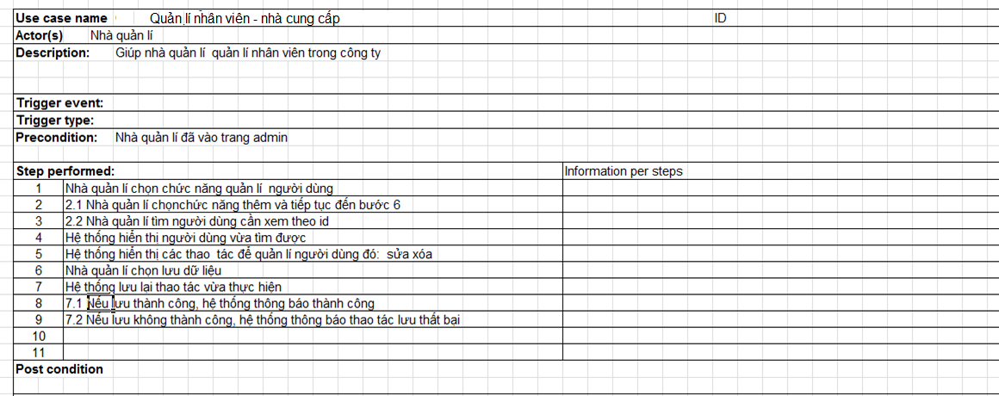 Use case name Quản lí nhân viên - nhà cung cấp ID
Actor(s) Nhà quản lí
Description: Giúp nhà quản lí quản lí nhân viên trong công ty
Trigger event:
Trigger type:
Precondition: Nhà quản lí đã vào trang admin
Step performed: Information per steps
1 Nhà quản lí chọn chức năng quản lí người dùng
2 2.1 Nhà quản lí chọnchức năng thêm và tiếp tục đến bước 6
3 2.2 Nhà quản lí tìm người dùng cần xem theo id
4 Hệ thống hiển thị người dùng vừa tìm được
5 Hệ thống hiển thị các thao tác để quản lí người dùng đó: sửa xóa
6 Nhà quản lí chọn lưu dữ liệu
7 Hệ thống lưu lại thao tác vừa thực hiện
8 7.1 Nếu lưu thành công, hệ thống thông báo thành công
9 7.2 Nếu lưu không thành công, hệ thống thông báo thao tác lưu thất bại
10
11
Post condition